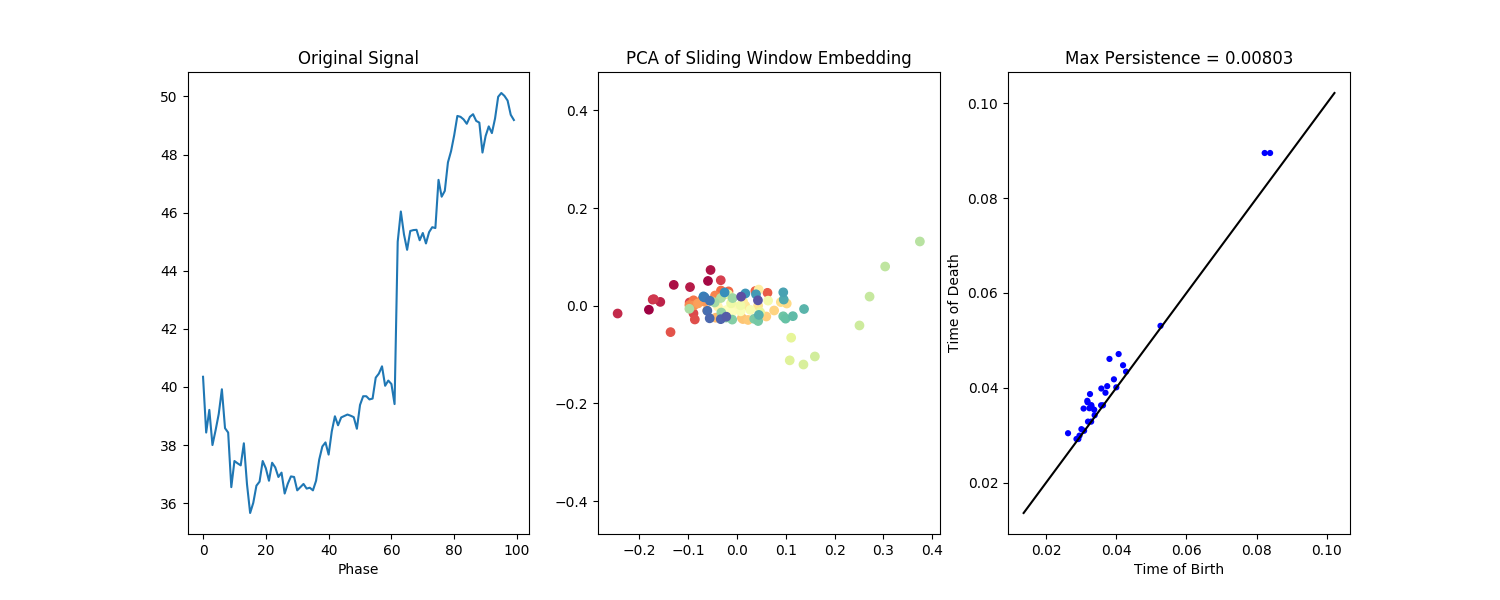 Original Signal
50
48
46
44
42
40
38
36
0 20 40 60 80 100
Phase
PCA of Sliding Window Embedding
0.4
0.2
0.0
−0.2
−0.4
−0.2 −0.1 0.0 0.1 0.2 0.3 0.4
Max Persistence = 0.00803
Time of Death
0.10
0.08
0.06
0.04
0.02
0.02 0.04 0.06 0.08 0.10
Time of Birth